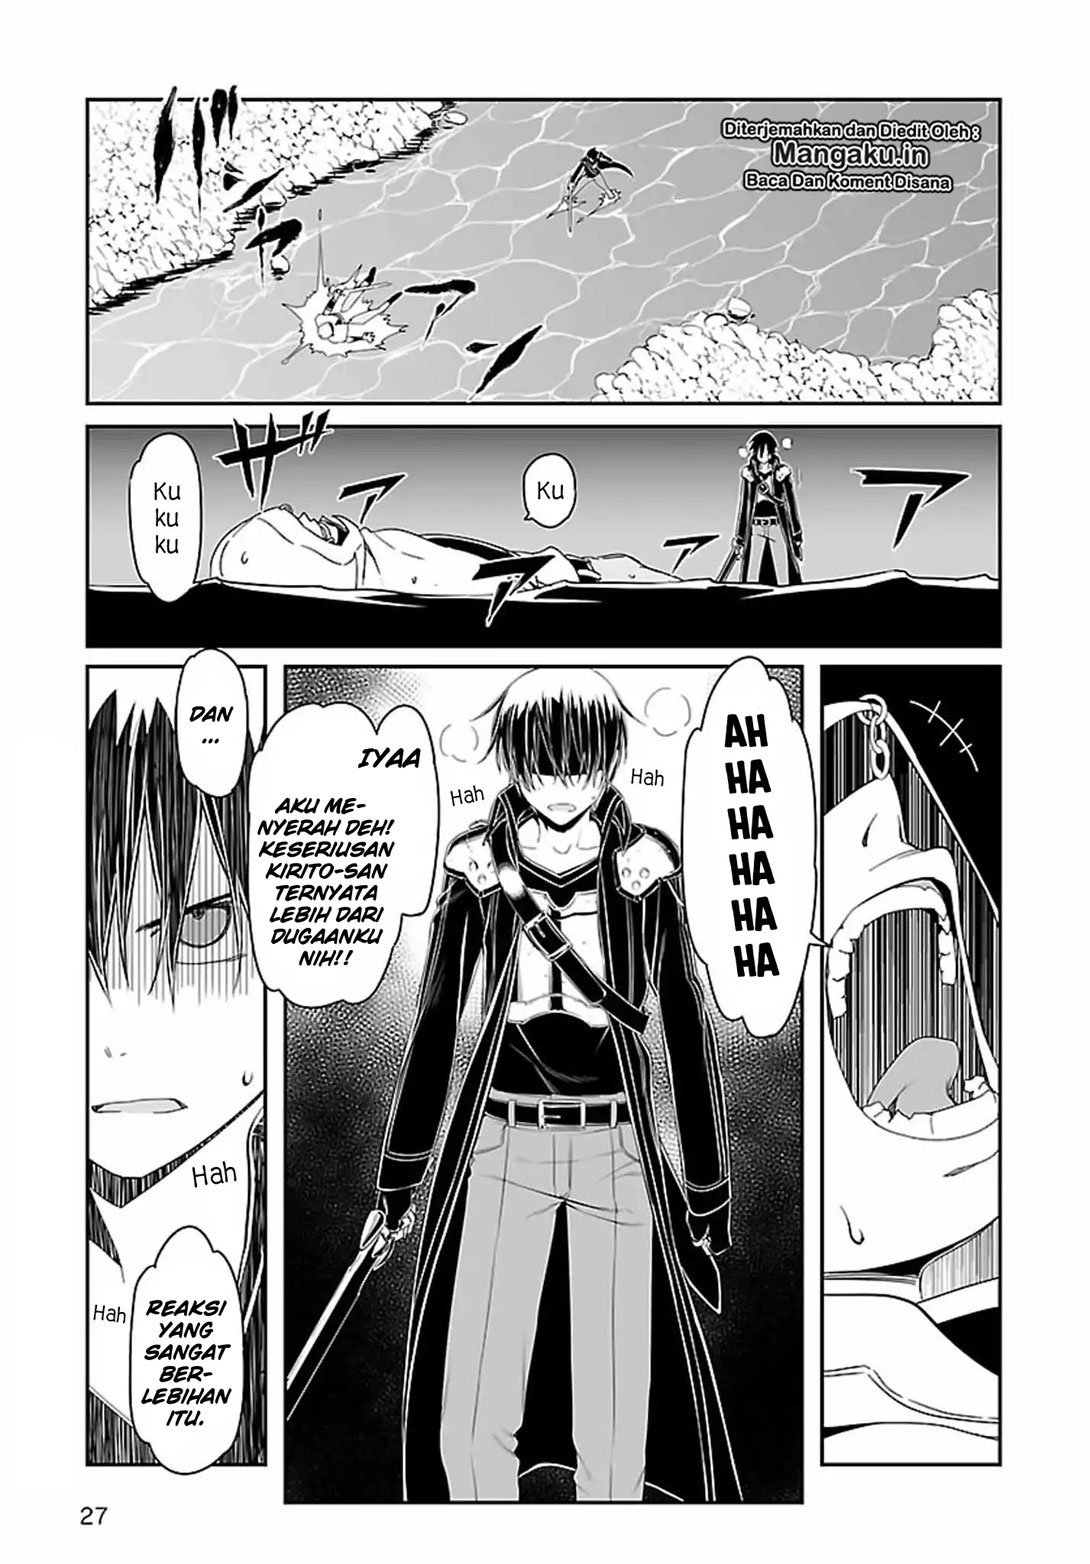 Diterjemahkan dan Diedit Oleh :
Mangaku.in
Baca Dan Koment Disana
Ku
Ku
ku
ku
AH
HA
HA
HA
HA
HA
Hah
Hah
IYAA
AKU ME-
NYERAH DEH!
KESERIUSAN
KIRITO-SAN
TERNYATA
LEBIH DARI
DUGAANKU
NIH!!
DAN
...
Hah
Hah
REAKSI
YANG
SANGAT
BER-
LEBIHAN
ITU.
27